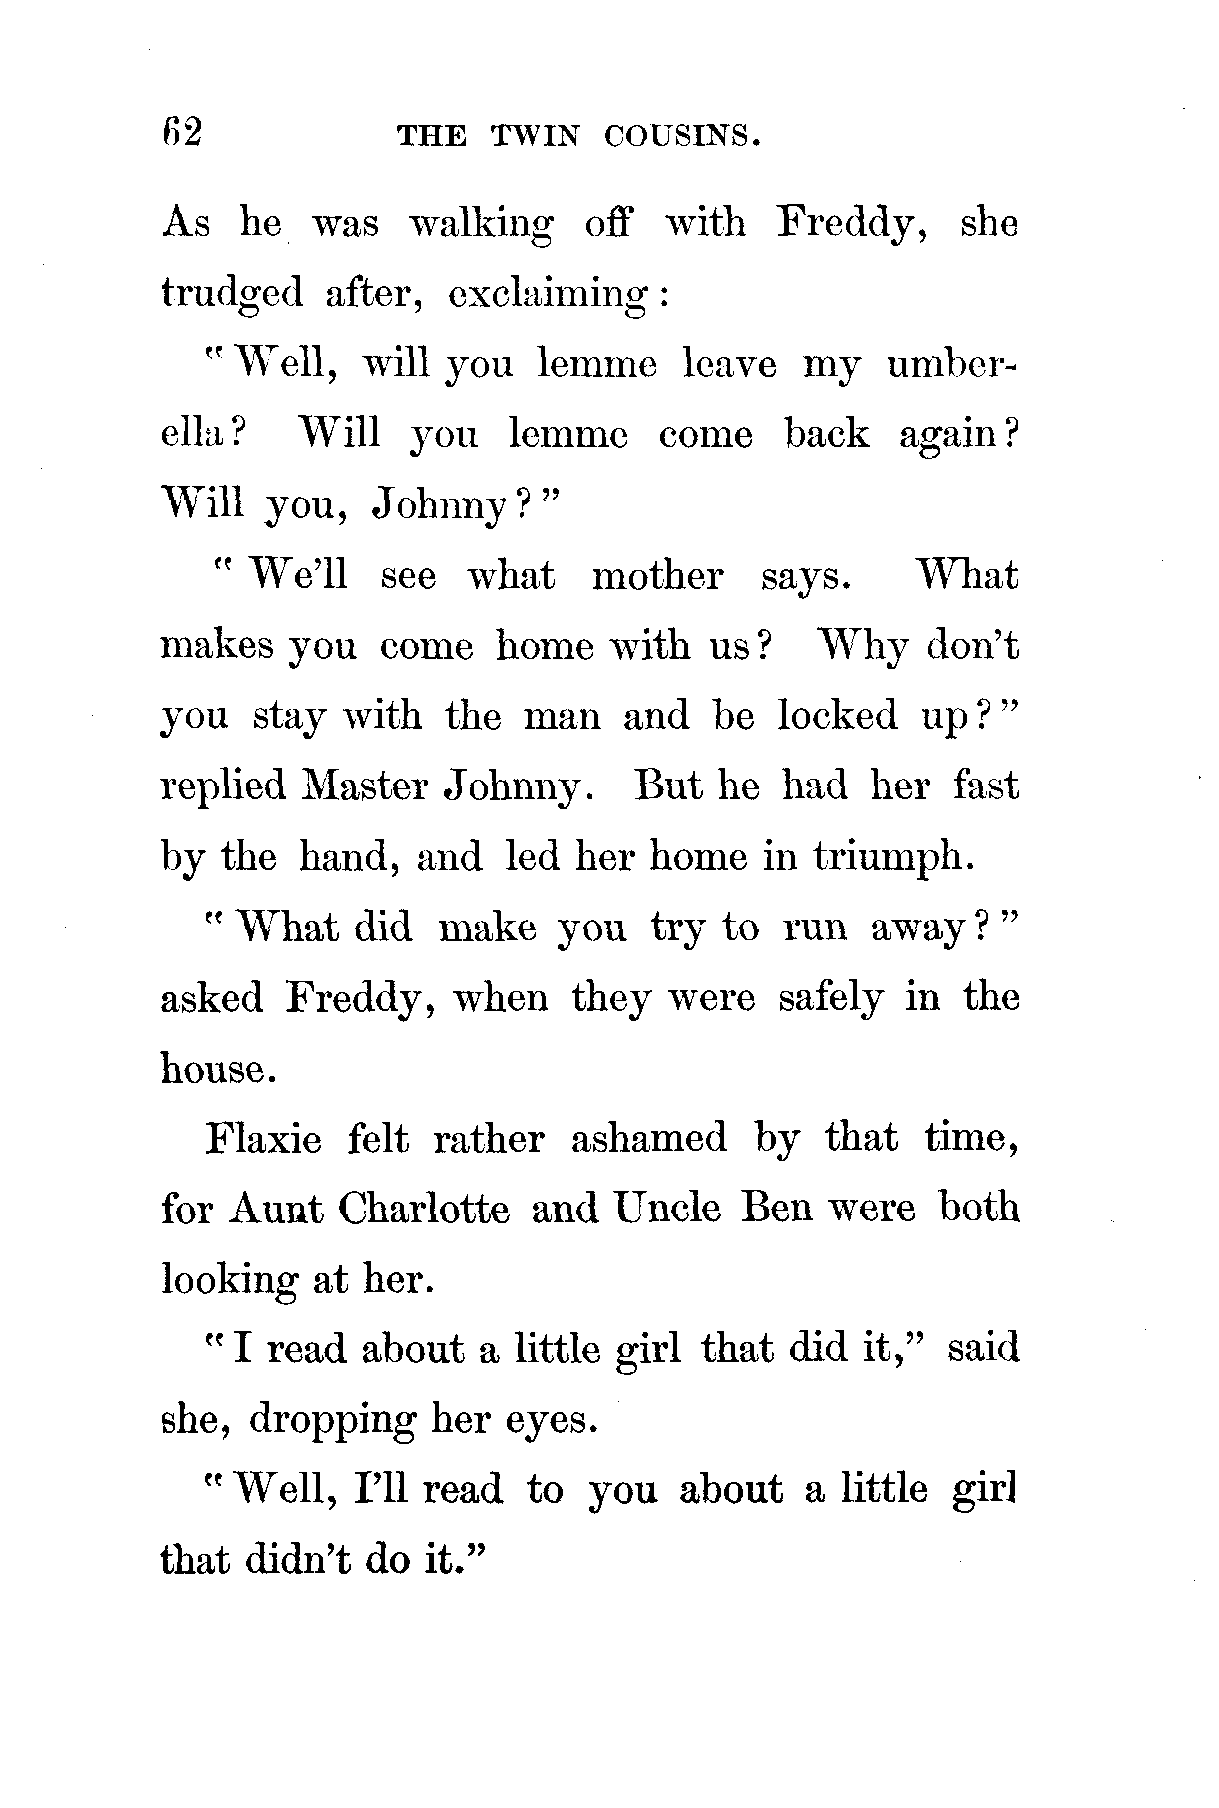 62 THE TWIN COUSINS.
As he was walking off with Freddy, she
trudged after, exclaiming :
"Well, will you lemme leave my umber-
ella? Will you lemme come back again?
Will you, Johnny?"
"We'll see what mother says. What
makes you come home with us? Why don't
you stay with the man and be locked up?"
replied Master Johnny. But he had her fast
by the hand, and led her home in triumph.
"What did make you try to run away?"
asked Freddy, when they were safely in the
house.
Flaxie felt rather ashamed by that time,
for Aunt Charlotte and Uncle Ben were both
looking at her.
"I read about a little girl that did it," said
she, dropping her eyes.
"Well, I'll read to you about a little girl
that didn't do it."